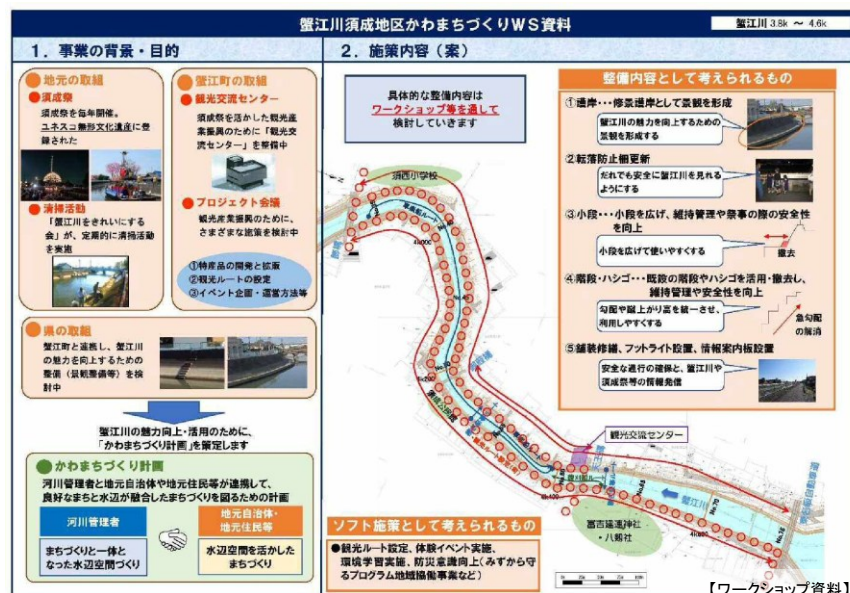 蟹江川須成地区かわまちづくりWS資料
蟹江川 3.8k ～ 4.6k
1．事業の背景・目的
地元の取組
須成祭
須成祭を毎年開催。
ユネスコ無形文化遺産に登
録された
清掃活動
「蟹江川をきれいにする
会」が、定期的に清掃活動
を実施
蟹江町の取組
観光交流センター
須成祭を活かした観光産
業振興のために「観光交
流センター」を整備中
プロジェクト会議
観光産業振興のために、
さまざまな施策を検討中
①特産品の開発と拡販
②観光ルートの設定
③イベント企画・運営方法等
県の取組
蟹江町と連携し、蟹江川
の魅力を向上するための
整備（景観整備等）を検
討中
蟹江川の魅力向上・活用のために、
「かわまちづくり計画」を策定します
かわまちづくり計画
河川管理者と地元自治体や地元住民等が連携して、
良好なまちと水辺が融合したまちづくりを図るための計画
河川管理者
地元自治体・
地元住民等
まちづくりと一体と
なった水辺空間づくり
水辺空間を活かした
まちづくり
2．施策内容（案）
具体的な整備内容は
ワークショップ等を通して
検討していきます
須西小学校
須成公民館
観光交流センター
蟹江川
冨吉建速神社
・八剱社
整備内容として考えられるもの
①護岸・・・修景護岸として景観を形成
蟹江川の魅力を向上するための
景観を形成する
②転落防止柵更新
だれでも安全に蟹江川を見れる
ようにする
③小段・・・小段を広げ、維持管理や祭事の際の安全性
を向上
小段を広げて使いやすくする
撤去
④階段・ハシゴ・・・既設の階段やハシゴを活用・撤去し、
維持管理や安全性を向上
勾配や蹴上がり高を統一させ、
利用しやすくする
急勾配
の解消
⑤舗装修繕、フットライト設置、情報案内板設置
安全な通行の確保と、蟹江川や
須成祭等の情報発信
ソフト施策として考えられるもの
●観光ルート設定、体験イベント実施、
環境学習実施、防災意識向上（みずから守
るプログラム地域協働事業など）
【ワークショップ資料】